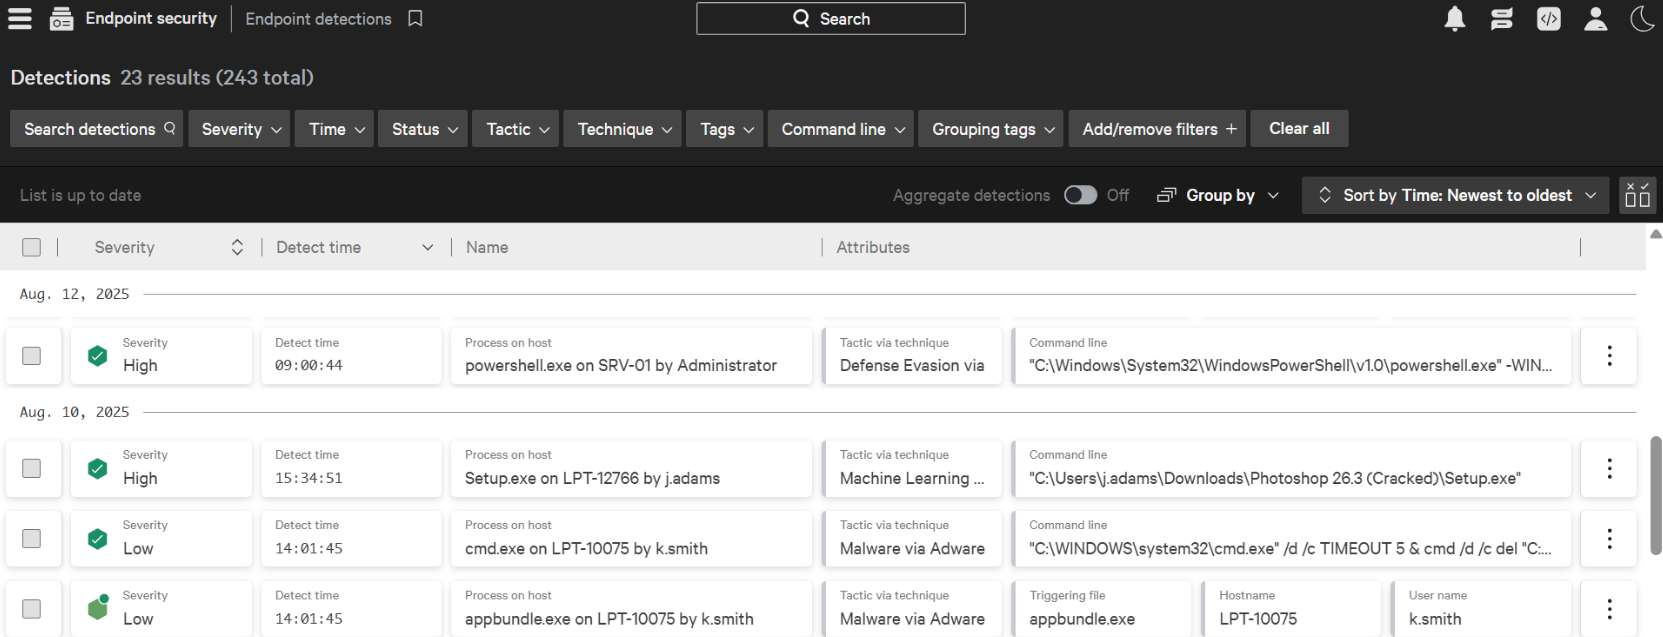 Endpoint security Endpoint detections Search
Detections 23 results (243 total)
Search detections Severity Time Status Tactic Technique Tags Command line Grouping tags Add/remove filters + Clear all
List is up to date Aggregate detections Off Group by Sort by Time: Newest to oldest
Severity Detect time Name Attributes
Aug. 12, 2025
Severity Detect time Process on host Tactic via technique Command line
High 09:00:44 powershell.exe on SRV-01 by Administrator Defense Evasion via "C:\Windows\System32\WindowsPowerShell\v1.0\powershell.exe" -WIN...
Aug. 10, 2025
Severity Detect time Process on host Tactic via technique Command line
High 15:34:51 Setup.exe on LPT-12766 by j.adams Machine Learning ... "C:\Users\j.adams\Downloads\Photoshop 26.3 (Cracked)\Setup.exe"
Severity Detect time Process on host Tactic via technique Command line
Low 14:01:45 cmd.exe on LPT-10075 by k.smith Malware via Adware "C:\WINDOWS\system32\cmd.exe" /d /c TIMEOUT 5 & cmd /d /c del "C:...
Severity Detect time Process on host Tactic via technique Triggering file Hostname User name
Low 14:01:45 appbundle.exe on LPT-10075 by k.smith Malware via Adware appbundle.exe LPT-10075 k.smith